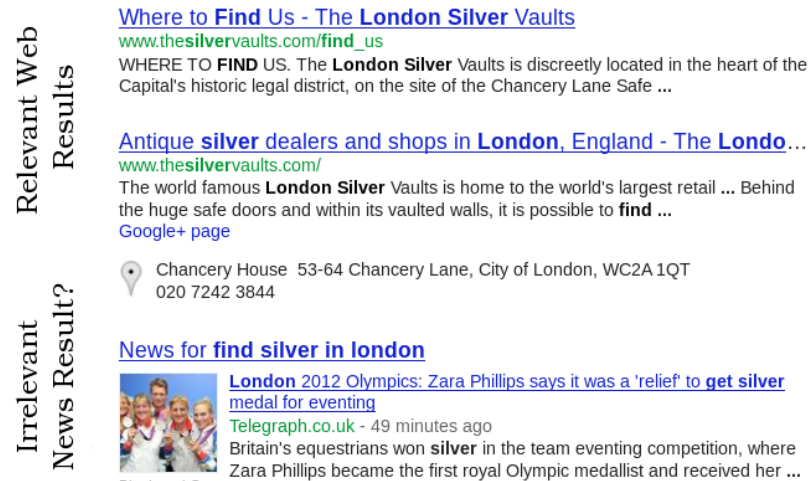 Relevant Web
Results
Where to Find Us - The London Silver Vaults
www.thesilvervaults.com/find_us
WHERE TO FIND US. The London Silver Vaults is discreetly located in the heart of the
Capital's historic legal district, on the site of the Chancery Lane Safe ...
Antique silver dealers and shops in London, England - The Londo...
www.thesilvervaults.com/
The world famous London Silver Vaults is home to the world's largest retail ... Behind
the huge safe doors and within its vaulted walls, it is possible to find ...
Google+ page
Chancery House 53-64 Chancery Lane, City of London, WC2A 1QT
020 7242 3844
Irrelevant
News Result?
News for find silver in london
London 2012 Olympics: Zara Phillips says it was a 'relief' to get silver
medal for eventing
Telegraph.co.uk - 49 minutes ago
Britain's equestrians won silver in the team eventing competition, where
Zara Phillips became the first royal Olympic medallist and received her ...